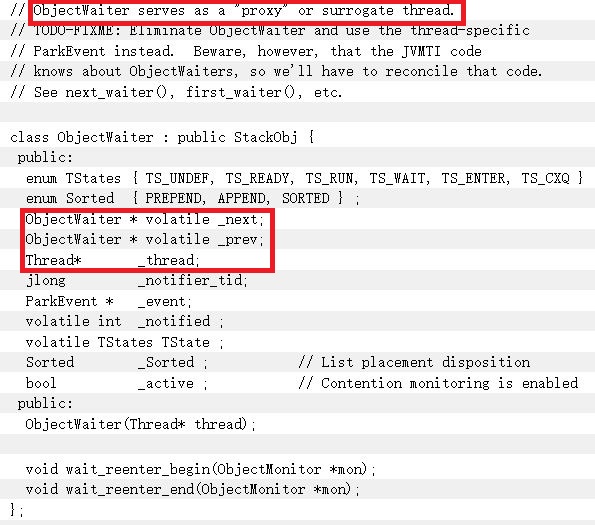 // ObjectWaiter serves as a "proxy" or surrogate thread.
// TODO-FIXME: Eliminate ObjectWaiter and use the thread-specific
// ParkEvent instead.  Beware, however, that the JVMTI code
// knows about ObjectWaiters, so we'll have to reconcile that code.
// See next_waiter(), first_waiter(), etc.
class ObjectWaiter : public StackObj {
 public:
  enum TStates { TS_UNDEF, TS_READY, TS_RUN, TS_WAIT, TS_ENTER, TS_CXQ }
  enum Sorted  { PREPEND, APPEND, SORTED } ;
  ObjectWaiter * volatile _next;
  ObjectWaiter * volatile _prev;
  Thread*       _thread;
  jlong         _notifier_tid;
  ParkEvent *   _event;
  volatile int  _notified ;
  volatile TStates TState ;
  Sorted        _Sorted ;           // List placement disposition
  bool          _active ;           // Contention monitoring is enabled
 public:
  ObjectWaiter(Thread* thread);
  void wait_reenter_begin(ObjectMonitor *mon);
  void wait_reenter_end(ObjectMonitor *mon);
};